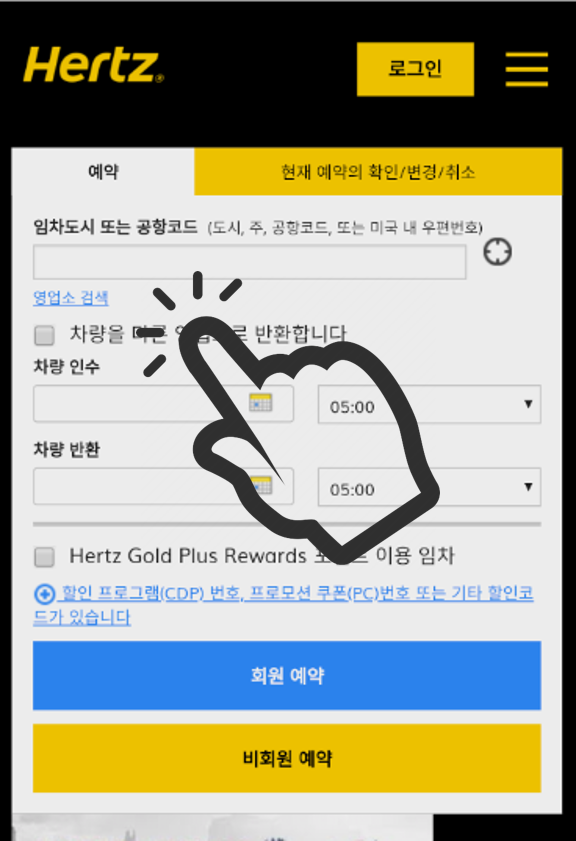 Hertz
로그인
예약
현재 예약의 확인/변경/취소
임차도시 또는 공항코드 (도시, 주, 공항코드, 또는 미국 내 우편번호)
영업소 검색
차량을 반환합니다
차량 인수
05:00
차량 반환
05:00
Hertz Gold Plus Rewards 이용 임차
할인 프로그램(CDP) 번호, 프로모션 쿠폰(PC)번호 또는 기타 할인코
드가 있습니다
회원 예약
비회원 예약